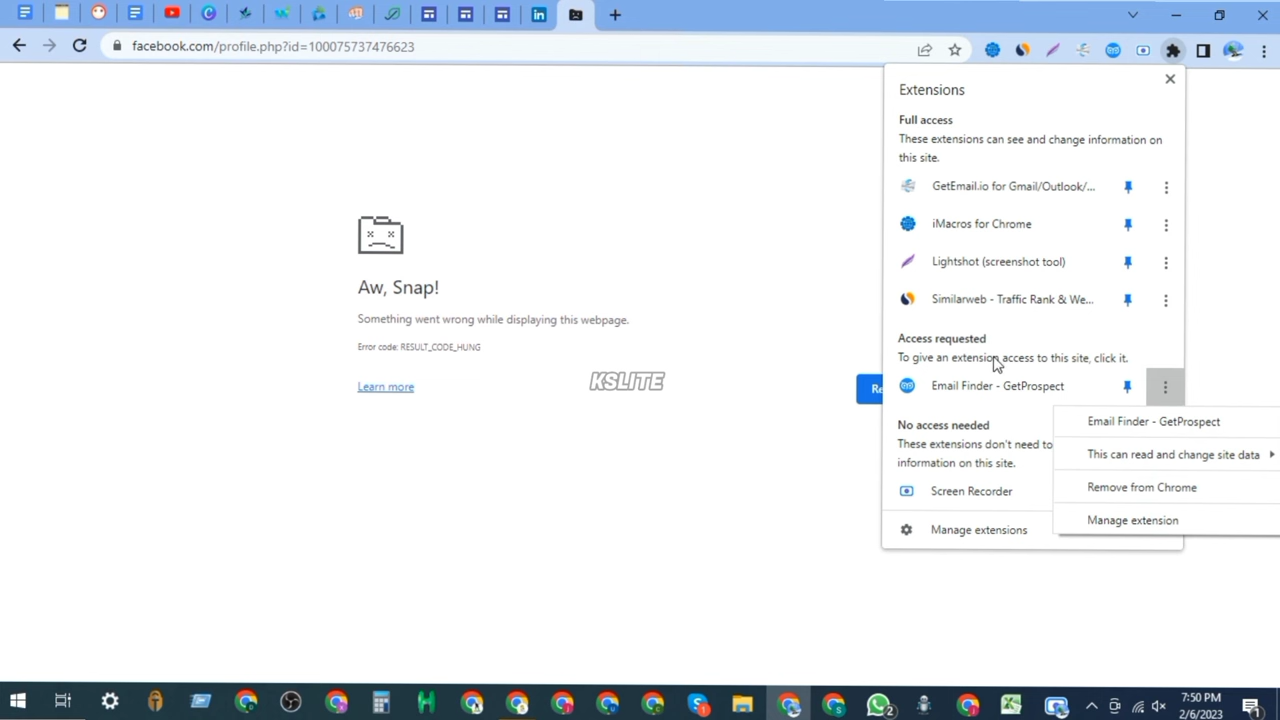 facebook.com/profile.php?id=100075737476623
Extensions
Full access
These extensions can see and change information on
this site.
GetEmail.io for Gmail/Outlook/...
iMacros for Chrome
Lightshot (screenshot tool)
Similarweb - Traffic Rank & We...
Access requested
To give an extension access to this site, click it.
Email Finder - GetProspect
No access needed
These extensions don't need to
information on this site.
Screen Recorder
Manage extensions
Email Finder - GetProspect
This can read and change site data
Remove from Chrome
Manage extension
Aw, Snap!
Something went wrong while displaying this webpage.
Error code: RESULT_CODE_HUNG
Learn more
KSLITE
Re
7:50 PM
2/6/2023